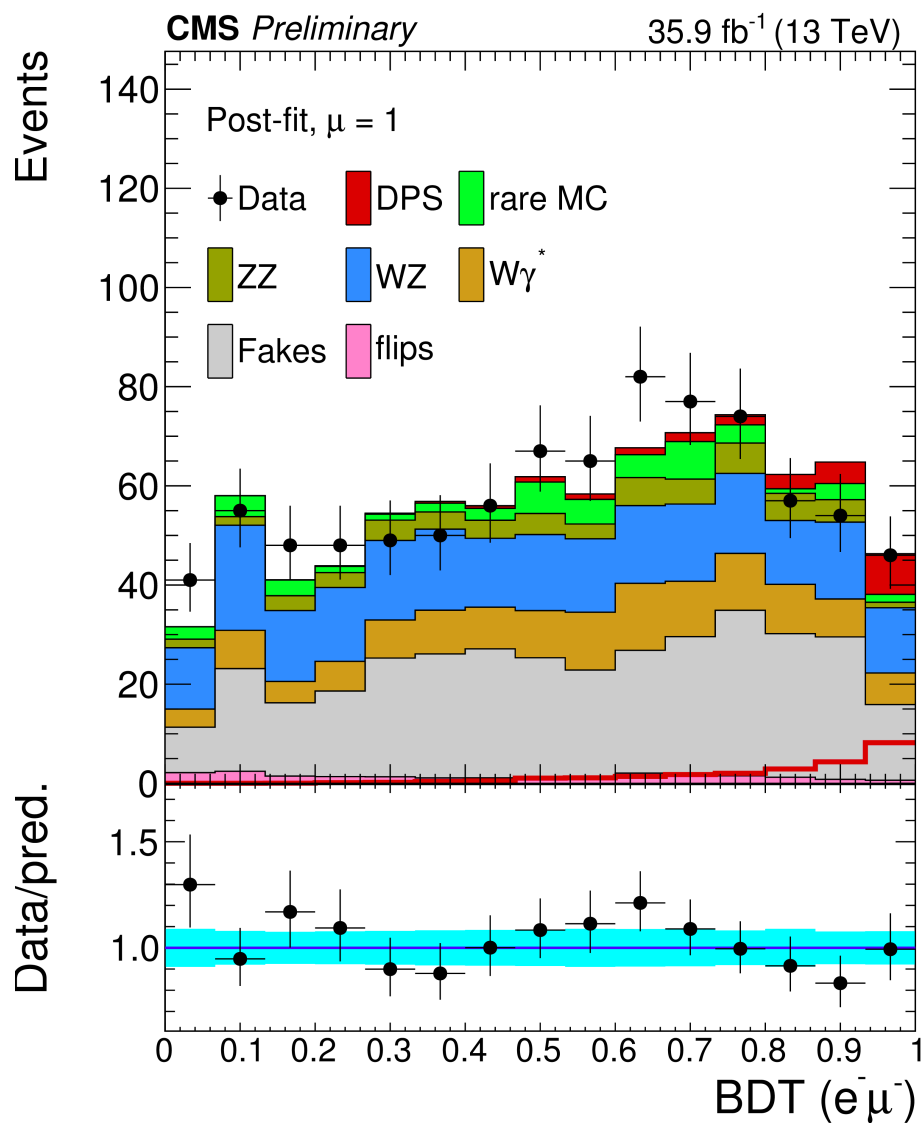 CMS Preliminary 35.9 fb⁻¹ (13 TeV)
Events
140
120
100
80
60
40
20
0
Post-fit, μ = 1
Data DPS rare MC
ZZ WZ Wγ*
Fakes flips
Data/pred.
1.5
1.0
0 0.1 0.2 0.3 0.4 0.5 0.6 0.7 0.8 0.9 1
BDT (e⁻μ⁻)